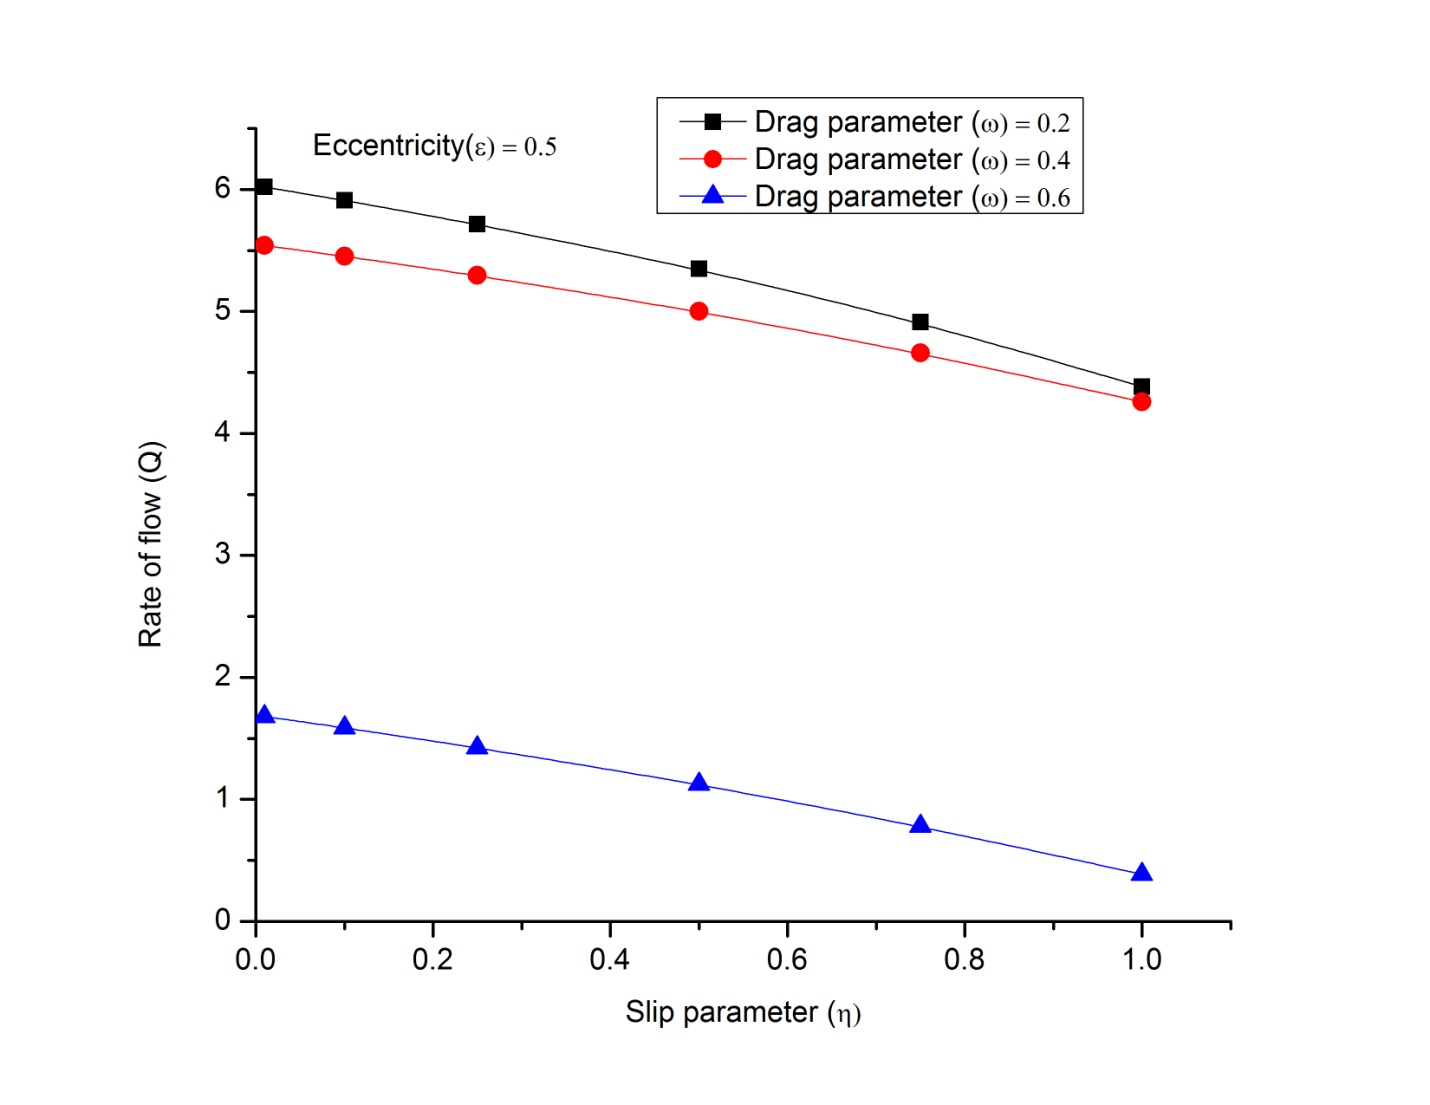 Eccentricity(ε) = 0.5
Drag parameter (ω) = 0.2
Drag parameter (ω) = 0.4
Drag parameter (ω) = 0.6
Rate of flow (Q)
6
5
4
3
2
1
0
0.0 0.2 0.4 0.6 0.8 1.0
Slip parameter (η)